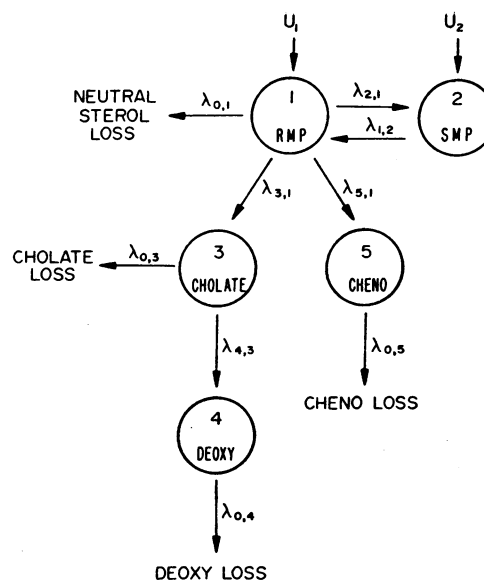 U₁ U₂
NEUTRAL
STEROL
LOSS
λ₀,₁
1
RMP
λ₂,₁
λ₁,₂
2
SMP
λ₃,₁ λ₅,₁
CHOLATE
LOSS
λ₀,₃
3
CHOLATE
5
CHENO
λ₄,₃ λ₀,₅
CHENO LOSS
4
DEOXY
λ₀,₄
DEOXY LOSS